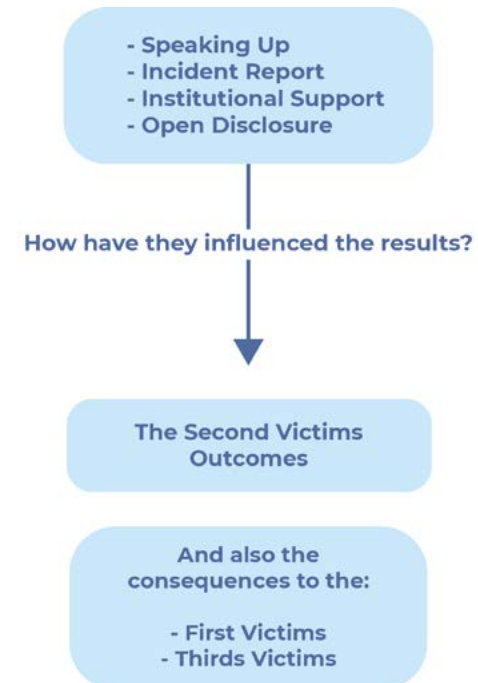 - Speaking Up
- Incident Report
- Institutional Support
- Open Disclosure
How have they influenced the results?
The Second Victims
Outcomes
And also the
consequences to the:
- First Victims
- Thirds Victims